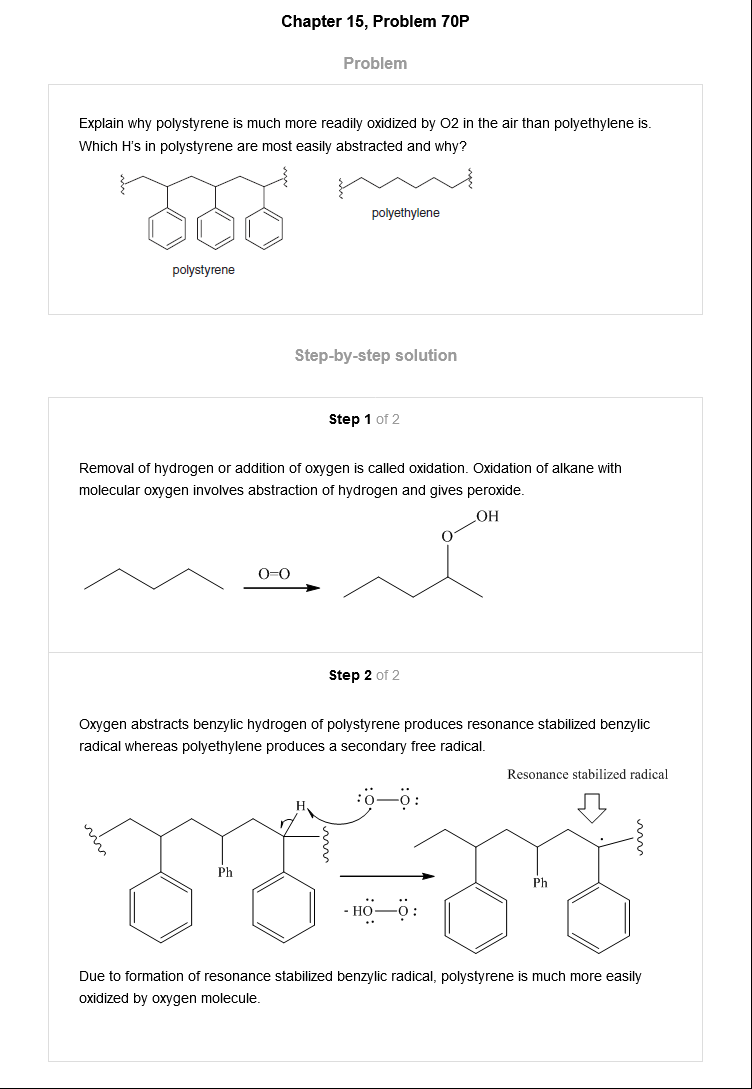 Chapter 15, Problem 70P
Problem
Explain why polystyrene is much more readily oxidized by O2 in the air than polyethylene is.
Which H's in polystyrene are most easily abstracted and why?
polyethylene
polystyrene
Step-by-step solution
Step 1 of 2
Removal of hydrogen or addition of oxygen is called oxidation. Oxidation of alkane with
molecular oxygen involves abstraction of hydrogen and gives peroxide.
OH
O
O=O
Step 2 of 2
Oxygen abstracts benzylic hydrogen of polystyrene produces resonance stabilized benzylic
radical whereas polyethylene produces a secondary free radical.
Resonance stabilized radical
H
:O—O:
Ph
Ph
- HO—O:
Due to formation of resonance stabilized benzylic radical, polystyrene is much more easily
oxidized by oxygen molecule.